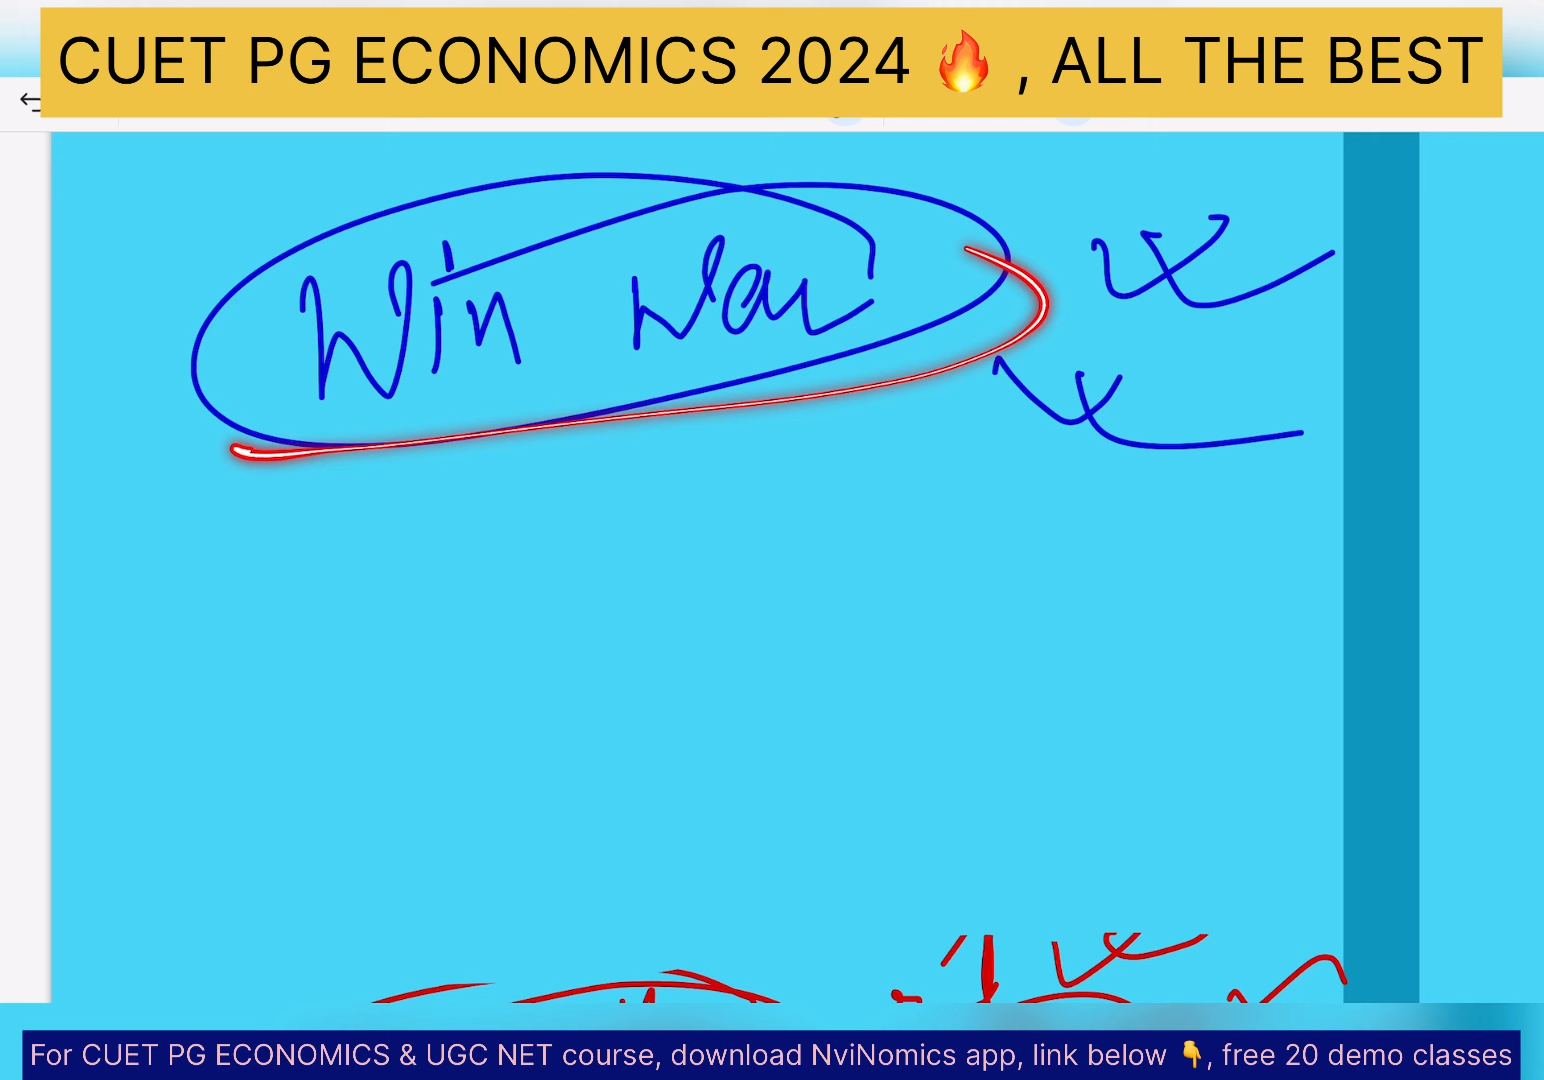 CUET PG ECONOMICS 2024 🔥 , ALL THE BEST
Win War
For CUET PG ECONOMICS & UGC NET course, download NviNomics app, link below 👇, free 20 demo classes